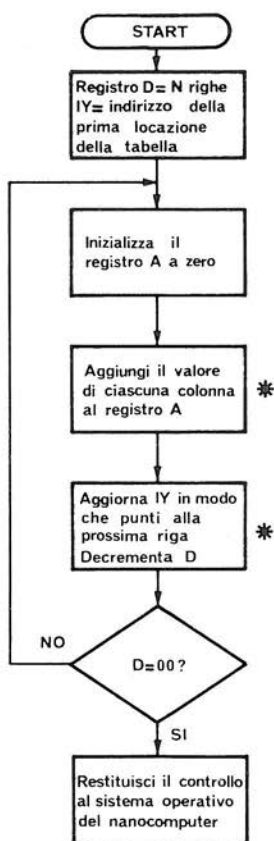 START
Registro D= N righe
IY= indirizzo della
prima locazione
della tabella
Inizializza il
registro A a zero
Aggiungi il valore
di ciascuna colonna
al registro A
Aggiorna IY in modo
che punti alla
prossima riga
Decrementa D
NO
D=00?
SI
Restituisci il controllo
al sistema operativo
del nanocomputer